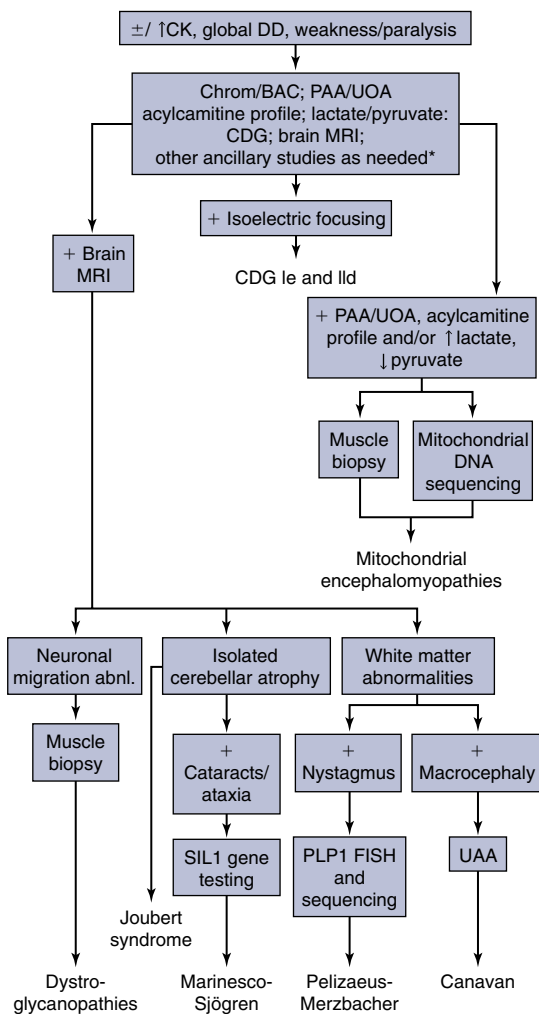 ±/ ↑CK, global DD, weakness/paralysis
Chrom/BAC; PAA/UOA
acylcamitine profile; lactate/pyruvate:
CDG; brain MRI;
other ancillary studies as needed*
+ Isoelectric focusing
CDG Ie and IId
+ Brain
MRI
+ PAA/UOA, acylcamitine
profile and/or ↑ lactate,
↓ pyruvate
Muscle
biopsy
Mitochondrial
DNA
sequencing
Mitochondrial
encephalomyopathies
Neuronal
migration abnl.
Isolated
cerebellar atrophy
White matter
abnormalities
Muscle
biopsy
+
Cataracts/
ataxia
+
Nystagmus
+
Macrocephaly
SIL1 gene
testing
PLP1 FISH
and
sequencing
UAA
Joubert
syndrome
Dystro-
glycanopathies
Marinesco-
Sjögren
Pelizaeus-
Merzbacher
Canavan